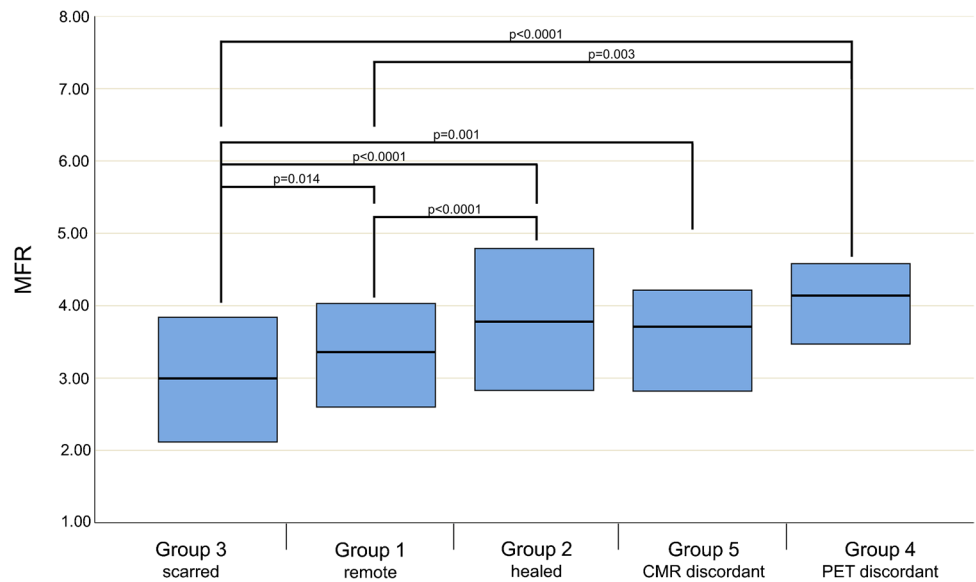 8.00
p<0.0001
p=0.003
7.00
p=0.001
6.00
p<0.0001
p=0.014
p<0.0001
5.00
MFR
4.00
3.00
2.00
1.00
Group 3 Group 1 Group 2 Group 5 Group 4
scarred remote healed CMR discordant PET discordant